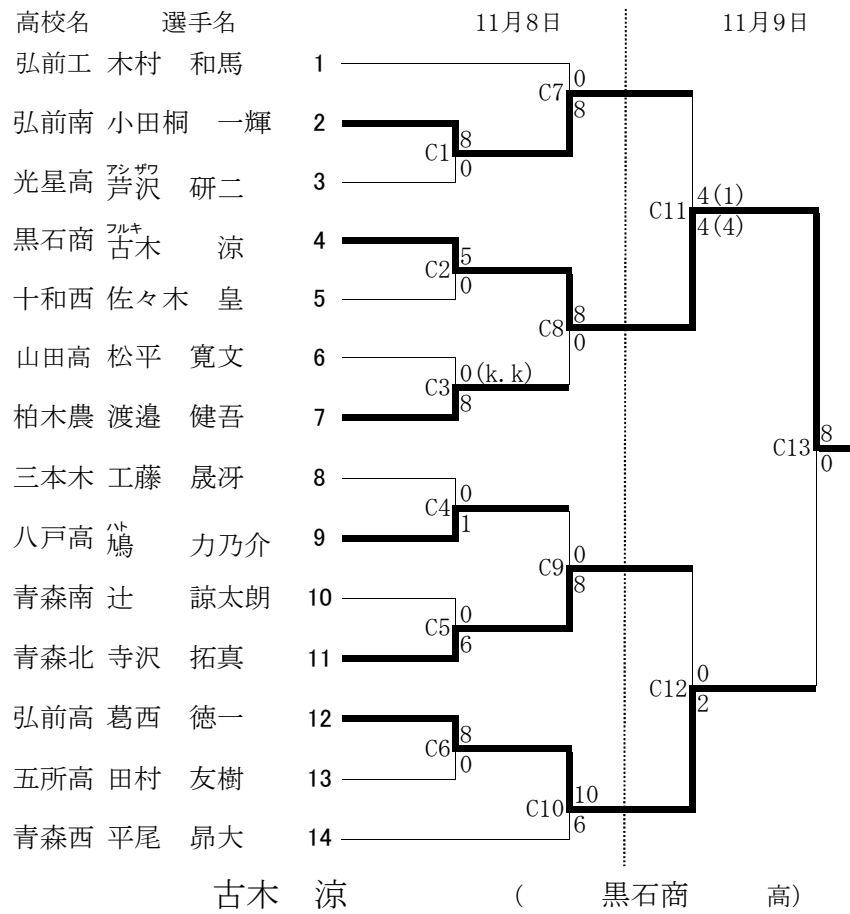 高校名 選手名 11月8日 11月9日
弘前工 木村 和馬 1
0
C7
8
弘前南 小田桐 一輝 2
8
C1
0
アシ ザワ
光星高 芦沢 研二 3
4(1)
C11
4(4)
フルキ
黒石商 古木 涼 4
5
C2
0
十和西 佐々木 皇 5
8
C8
0
山田高 松平 寛文 6
0(k.k)
C3
8
柏木農 渡邉 健吾 7
8
C13
0
三本木 工藤 晟冴 8
0
C4
1
ハト
八戸高 鳩 力乃介 9
0
C9
8
青森南 辻 諒太朗 10
0
C5
6
青森北 寺沢 拓真 11
0
C12
2
弘前高 葛西 徳一 12
8
C6
0
五所高 田村 友樹 13
10
C10
6
青森西 平尾 昴大 14
古木 涼 ( 黒石商 高)